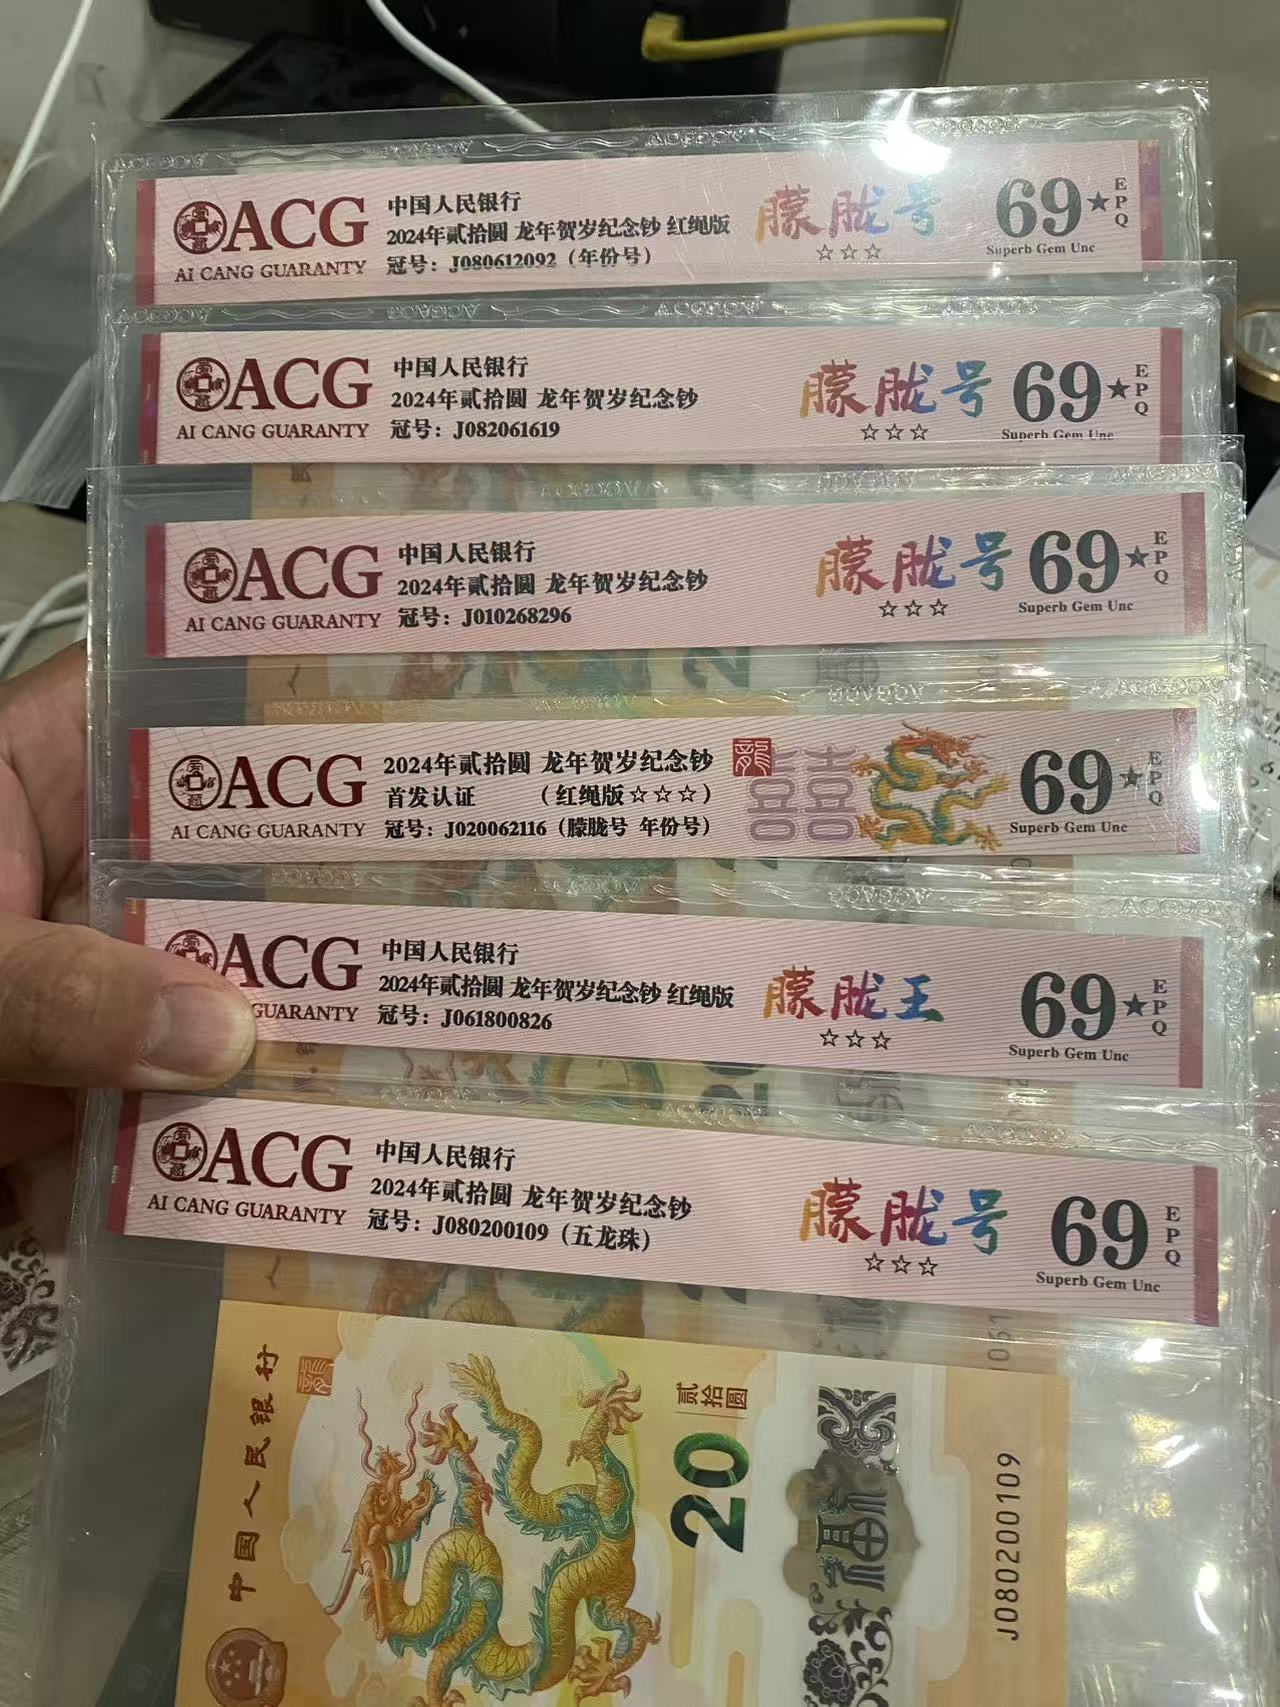 ACG
AI CANG GUARANTY
中国人民银行
2024年贰拾圆 龙年贺岁纪念钞 红绳版
冠号：J080612092（年份号）
朦胧号
☆☆☆
69★
EPQ
Superb Gem Unc
ACG
AI CANG GUARANTY
中国人民银行
2024年贰拾圆 龙年贺岁纪念钞
冠号：J082061619
朦胧号
☆☆☆
69★
EPQ
Superb Gem Unc
ACG
AI CANG GUARANTY
中国人民银行
2024年贰拾圆 龙年贺岁纪念钞
冠号：J010268296
朦胧号
☆☆☆
69★
EPQ
Superb Gem Unc
ACG
AI CANG GUARANTY
2024年贰拾圆 龙年贺岁纪念钞
首发认证 （红绳版☆☆☆）
冠号：J020062116（朦胧号 年份号）
龍
囍
69★
EPQ
Superb Gem Unc
ACG
GUARANTY
中国人民银行
2024年贰拾圆 龙年贺岁纪念钞 红绳版
冠号：J061800826
朦胧王
☆☆☆
69★
EPQ
Superb Gem Unc
ACG
AI CANG GUARANTY
中国人民银行
2024年贰拾圆 龙年贺岁纪念钞
冠号：J080200109（五龙珠）
朦胧号
☆☆☆
69
EPQ
Superb Gem Unc
中国人民银行
贰拾圆
20
福
J080200109